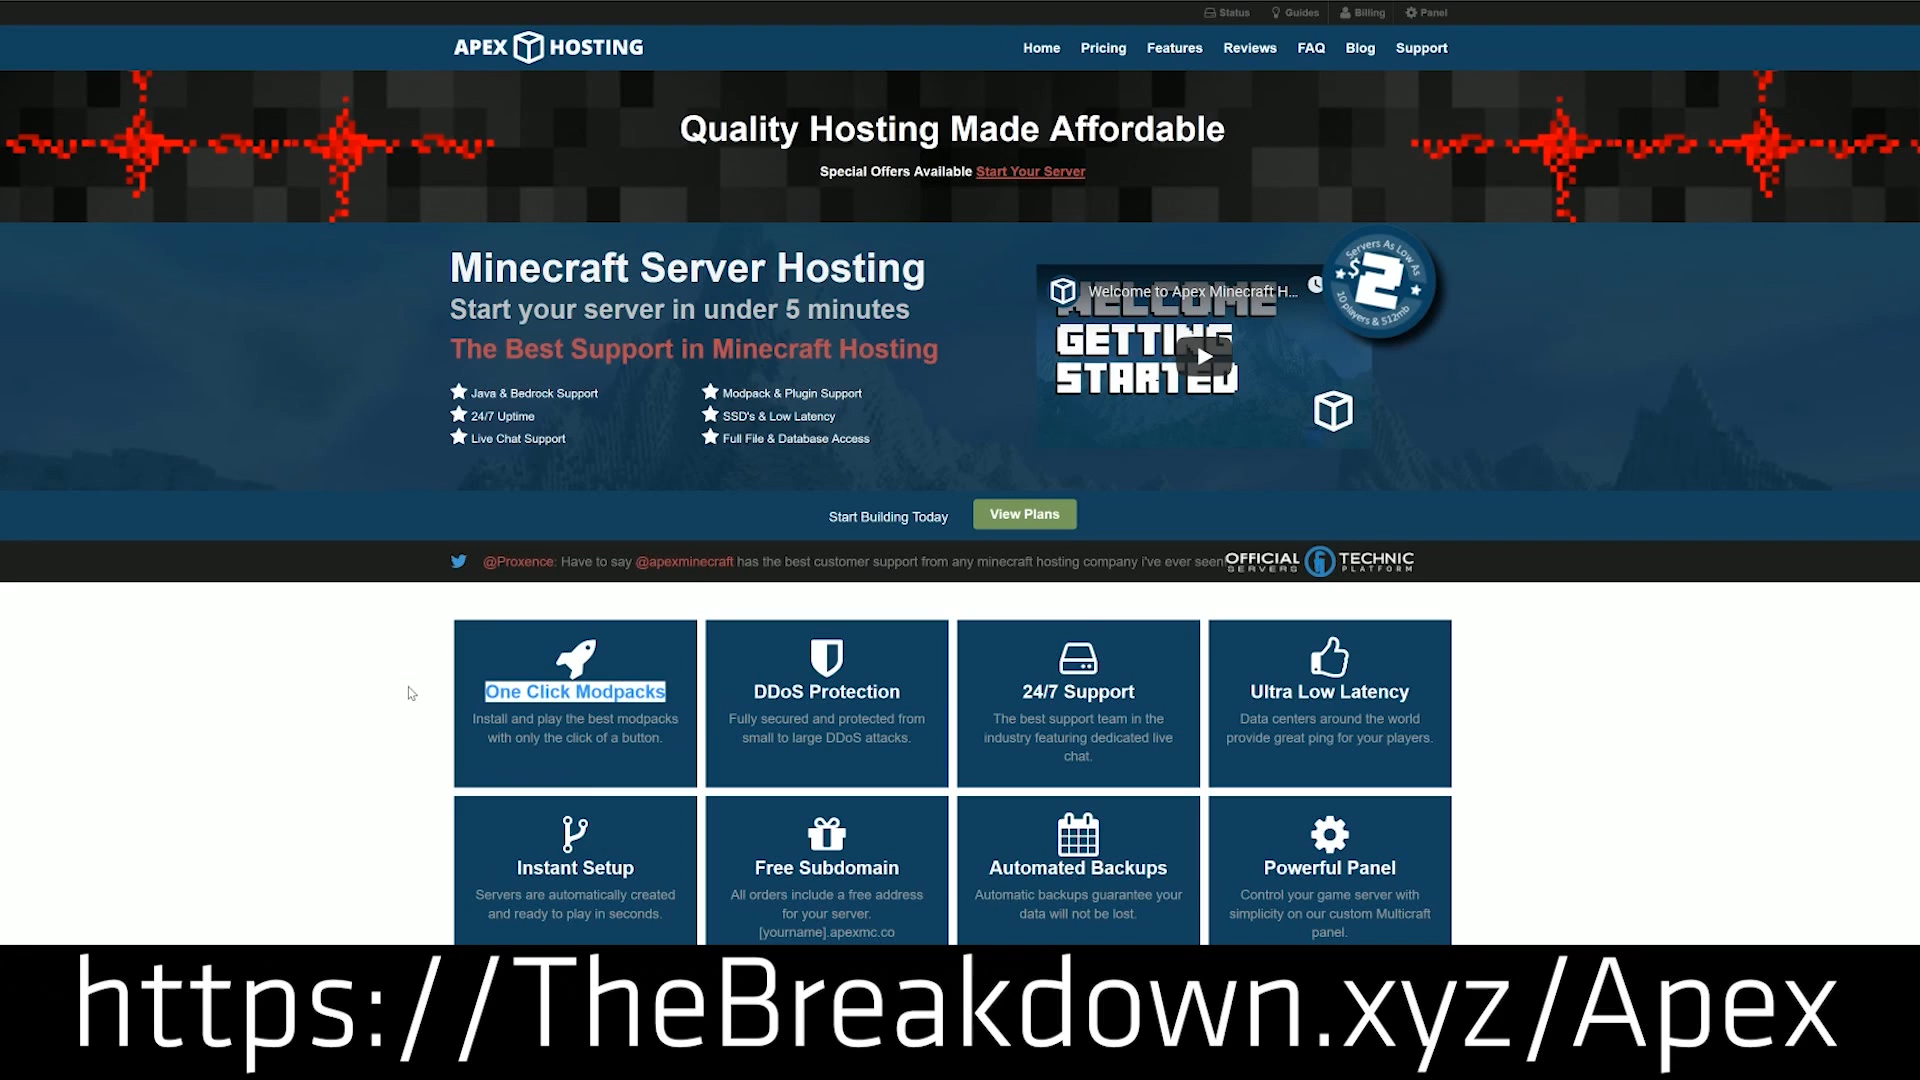 Status Guides Billing Panel
APEX HOSTING
Home Pricing Features Reviews FAQ Blog Support
Quality Hosting Made Affordable
Special Offers Available Start Your Server
Minecraft Server Hosting
Start your server in under 5 minutes
The Best Support in Minecraft Hosting
Java & Bedrock Support
Modpack & Plugin Support
24/7 Uptime
SSD's & Low Latency
Live Chat Support
Full File & Database Access
Welcome to Apex Minecraft H...
WELCOME
GETTING
STARTED
Servers As Low As
$2
10 players & 512mb
Start Building Today
View Plans
@Proxence: Have to say @apexminecraft has the best customer support from any minecraft hosting company i've ever seen
OFFICIAL TECHNIC
SERVERS PLATFORM
One Click Modpacks
Install and play the best modpacks
with only the click of a button.
DDoS Protection
Fully secured and protected from
small to large DDoS attacks.
24/7 Support
The best support team in the
industry featuring dedicated live
chat.
Ultra Low Latency
Data centers around the world
provide great ping for your players.
Instant Setup
Servers are automatically created
and ready to play in seconds.
Free Subdomain
All orders include a free address
for your server.
[yourname].apexmc.co
Automated Backups
Automatic backups guarantee your
data will not be lost.
Powerful Panel
Control your game server with
simplicity on our custom Multicraft
panel.
https://TheBreakdown.xyz/Apex